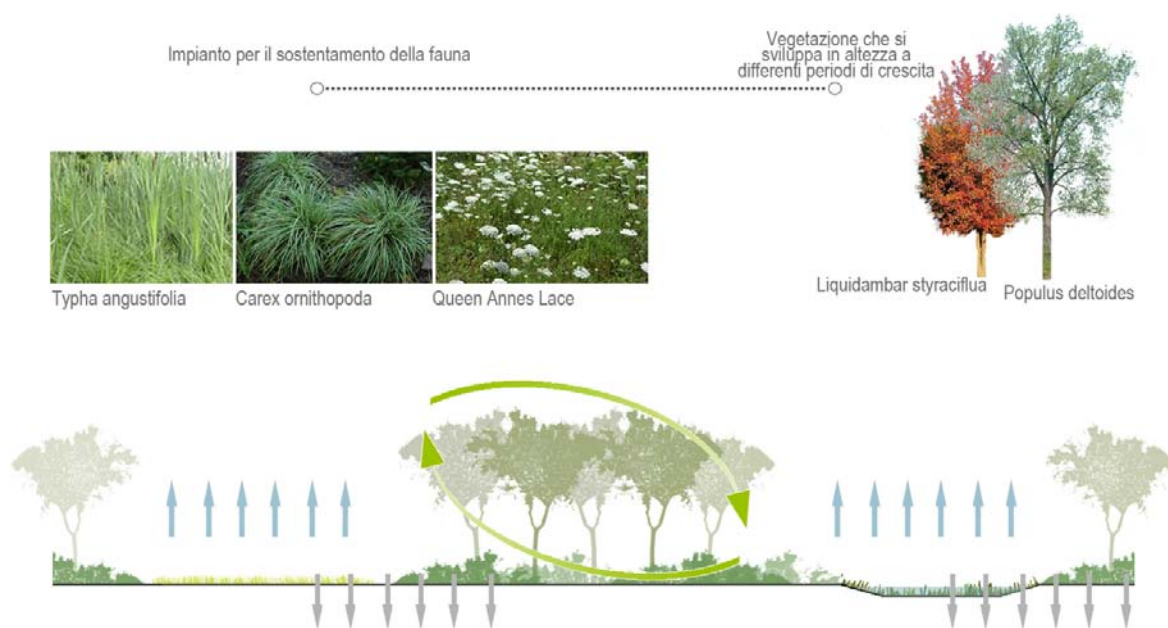 Impianto per il sostentamento della fauna
Vegetazione che si
sviluppa in altezza a
differenti periodi di crescita
Typha angustifolia
Carex ornithopoda
Queen Annes Lace
Liquidambar styraciflua
Populus deltoides